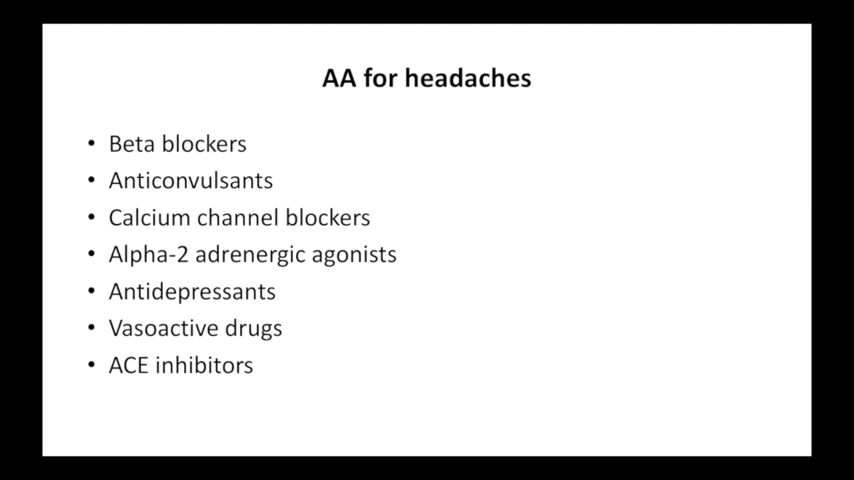 AA for headaches
• Beta blockers
• Anticonvulsants
• Calcium channel blockers
• Alpha-2 adrenergic agonists
• Antidepressants
• Vasoactive drugs
• ACE inhibitors